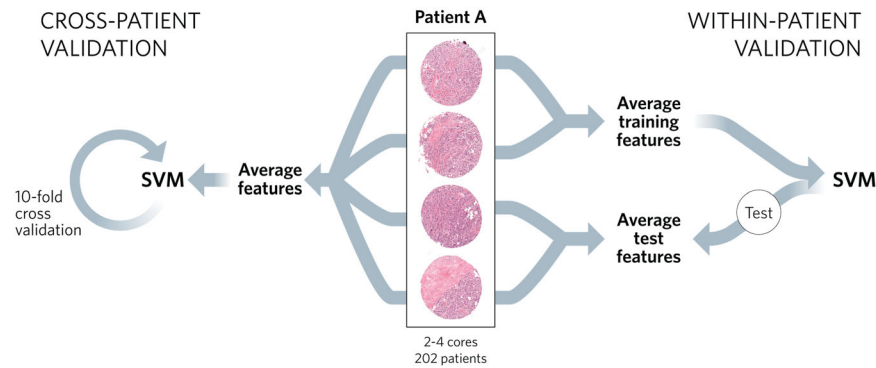 CROSS-PATIENT
VALIDATION
Patient A
WITHIN-PATIENT
VALIDATION
10-fold
cross
validation
SVM
Average
features
Average
training
features
Average
test
features
Test
SVM
2-4 cores
202 patients